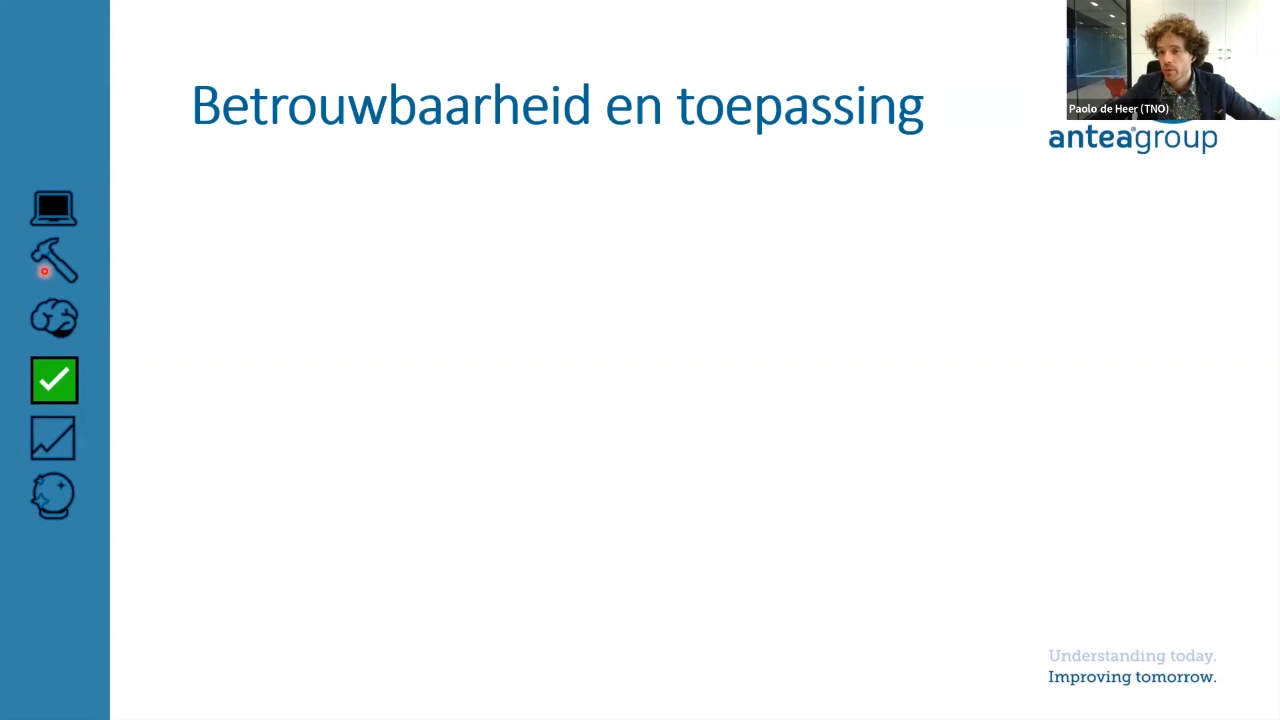 Betrouwbaarheid en toepassing
Paolo de Heer (TNO)
anteagroup
Understanding today.
Improving tomorrow.